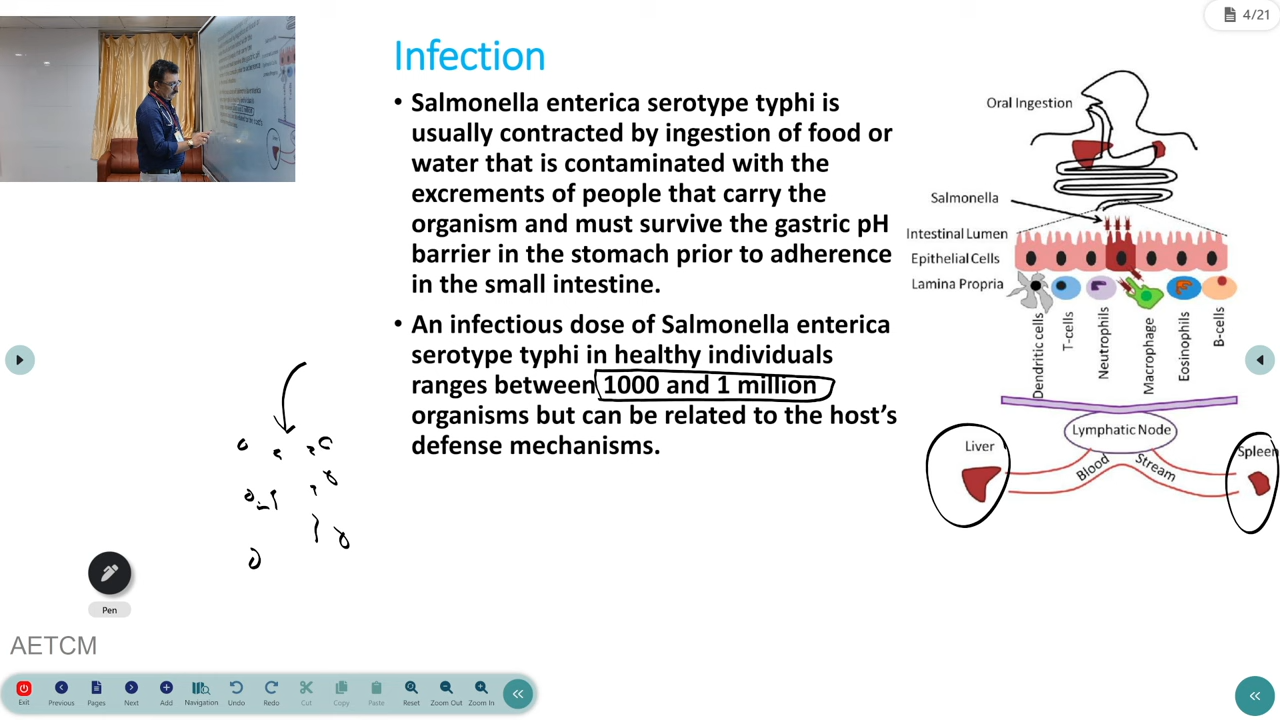 4/21
Infection
• Salmonella enterica serotype typhi is
usually contracted by ingestion of food or
water that is contaminated with the
excrements of people that carry the
organism and must survive the gastric pH
barrier in the stomach prior to adherence
in the small intestine.
• An infectious dose of Salmonella enterica
serotype typhi in healthy individuals
ranges between 1000 and 1 million
organisms but can be related to the host's
defense mechanisms.
Oral Ingestion
Salmonella
Intestinal Lumen
Epithelial Cells
Lamina Propria
Dendritic cells
T-cells
Neutrophils
Macrophage
Eosinophils
B-cells
Lymphatic Node
Liver
Spleen
Blood Stream
Pen
AETCM
Exit
Previous
Pages
Next
Add
Navigation
Undo
Redo
Cut
Copy
Paste
Reset
Zoom Out
Zoom In